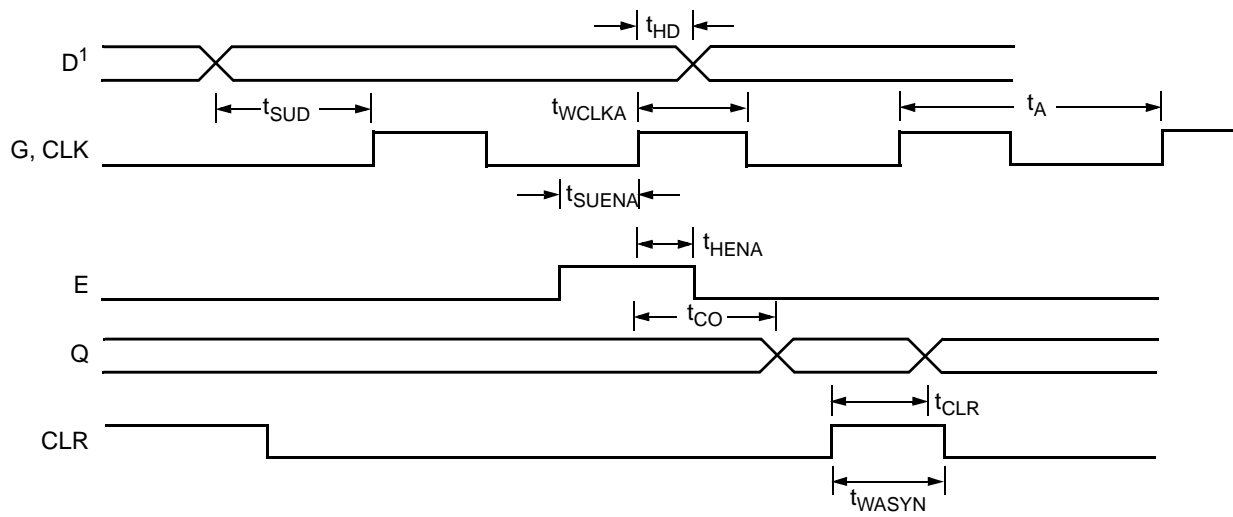 tHD
D1
tSUD
tWCLKA
tA
G, CLK
tSUENA
tHENA
E
tCO
Q
tCLR
CLR
tWASYN